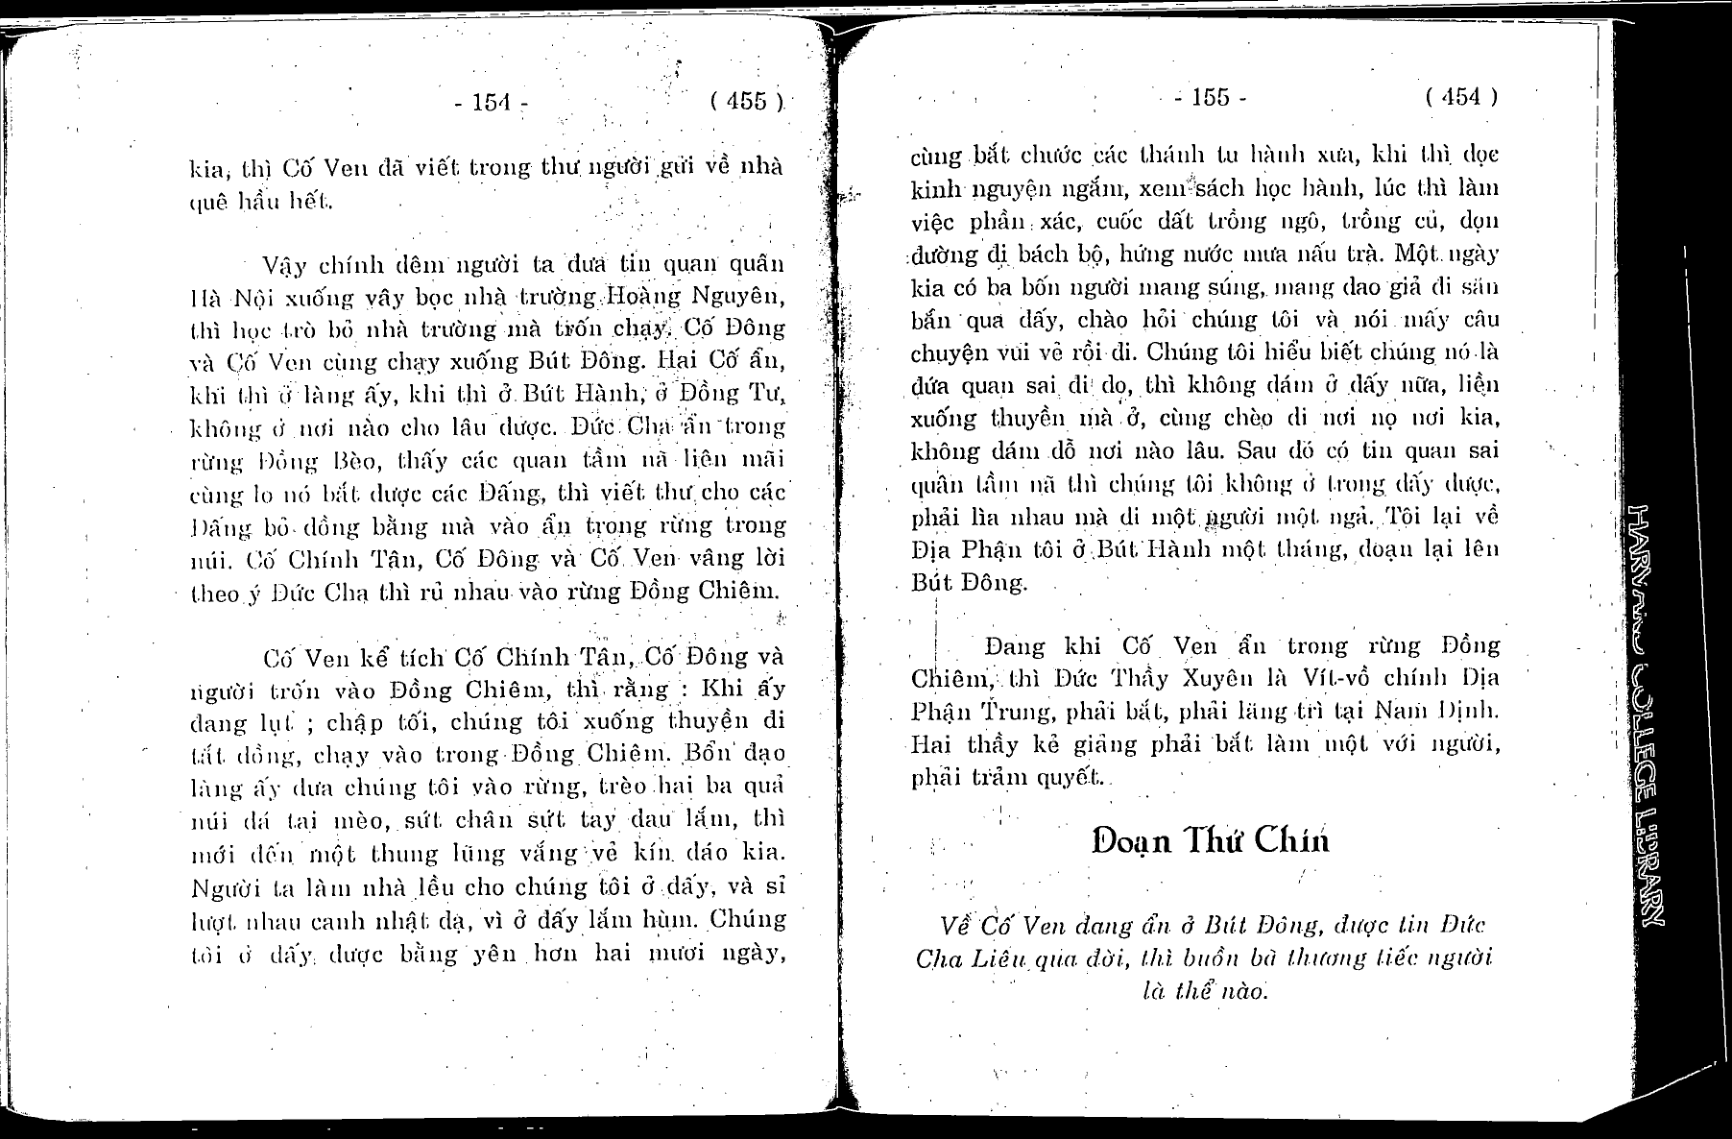 - 154 - ( 455 )
kia, thì Cố Ven đã viết trong thư người gửi về nhà
quê hầu hết.
Vậy chính đêm người ta đưa tin quan quân
Hà Nội xuống vây bọc nhà trường Hoàng Nguyên,
thì học trò bỏ nhà trường mà trốn chạy. Cố Đông
và Cố Ven cùng chạy xuống Bút Đông. Hai Cố ẩn,
khi thì ở làng ấy, khi thì ở Bút Hành, ở Đồng Tư,
không ở nơi nào cho lâu được. Đức Cha ẩn trong
rừng Đồng Bèo, thấy các quan tầm nã liên mãi
cùng lo nó bắt được các Đấng, thì viết thư cho các
Đấng bỏ đồng bằng mà vào ẩn trong rừng trong
núi. Cố Chính Tân, Cố Đông và Cố Ven vâng lời
theo ý Đức Cha thì rủ nhau vào rừng Đồng Chiêm.
Cố Ven kể tích Cố Chính Tân, Cố Đông và
người trốn vào Đồng Chiêm, thì rằng : Khi ấy
đang lụt ; chập tối, chúng tôi xuống thuyền đi
tắt đồng, chạy vào trong Đồng Chiêm. Bổn đạo
làng ấy đưa chúng tôi vào rừng, trèo hai ba quả
núi đá tai mèo, sứt chân sứt tay đau lắm, thì
mới đến một thung lũng vắng vẻ kín đáo kia.
Người ta làm nhà lều cho chúng tôi ở đấy, và sỉ
lượt nhau canh nhật dạ, vì ở đấy lắm hùm. Chúng
tôi ở đấy được bằng yên hơn hai mươi ngày,
- 155 - ( 454 )
cùng bắt chước các thánh tu hành xưa, khi thì đọc
kinh nguyện ngắm, xem sách học hành, lúc thì làm
việc phần xác, cuốc đất trồng ngô, trồng củ, dọn
đường đi bách bộ, hứng nước mưa nấu trà. Một ngày
kia có ba bốn người mang súng, mang dao giả đi săn
bắn qua đấy, chào hỏi chúng tôi và nói mấy câu
chuyện vui vẻ rồi đi. Chúng tôi hiểu biết chúng nó là
đứa quan sai đi dọ, thì không dám ở đấy nữa, liền
xuống thuyền mà ở, cùng chèo đi nơi nọ nơi kia,
không dám đỗ nơi nào lâu. Sau đó có tin quan sai
quân tầm nã thì chúng tôi không ở trong đấy được,
phải lìa nhau mà đi một người một ngả. Tôi lại về
Địa Phận tôi ở Bút Hành một tháng, đoạn lại lên
Bút Đông.
Đang khi Cố Ven ẩn trong rừng Đồng
Chiêm, thì Đức Thầy Xuyên là Vít-vồ chính Địa
Phận Trung, phải bắt, phải lăng trì tại Nam Định.
Hai thầy kẻ giảng phải bắt làm một với người,
phải trảm quyết.
Đoạn Thứ Chín
Về Cố Ven đang ẩn ở Bút Đông, được tin Đức
Cha Liêu qua đời, thì buồn bã thương tiếc người
là thể nào.
HARVARD COLLEGE LIBRARY